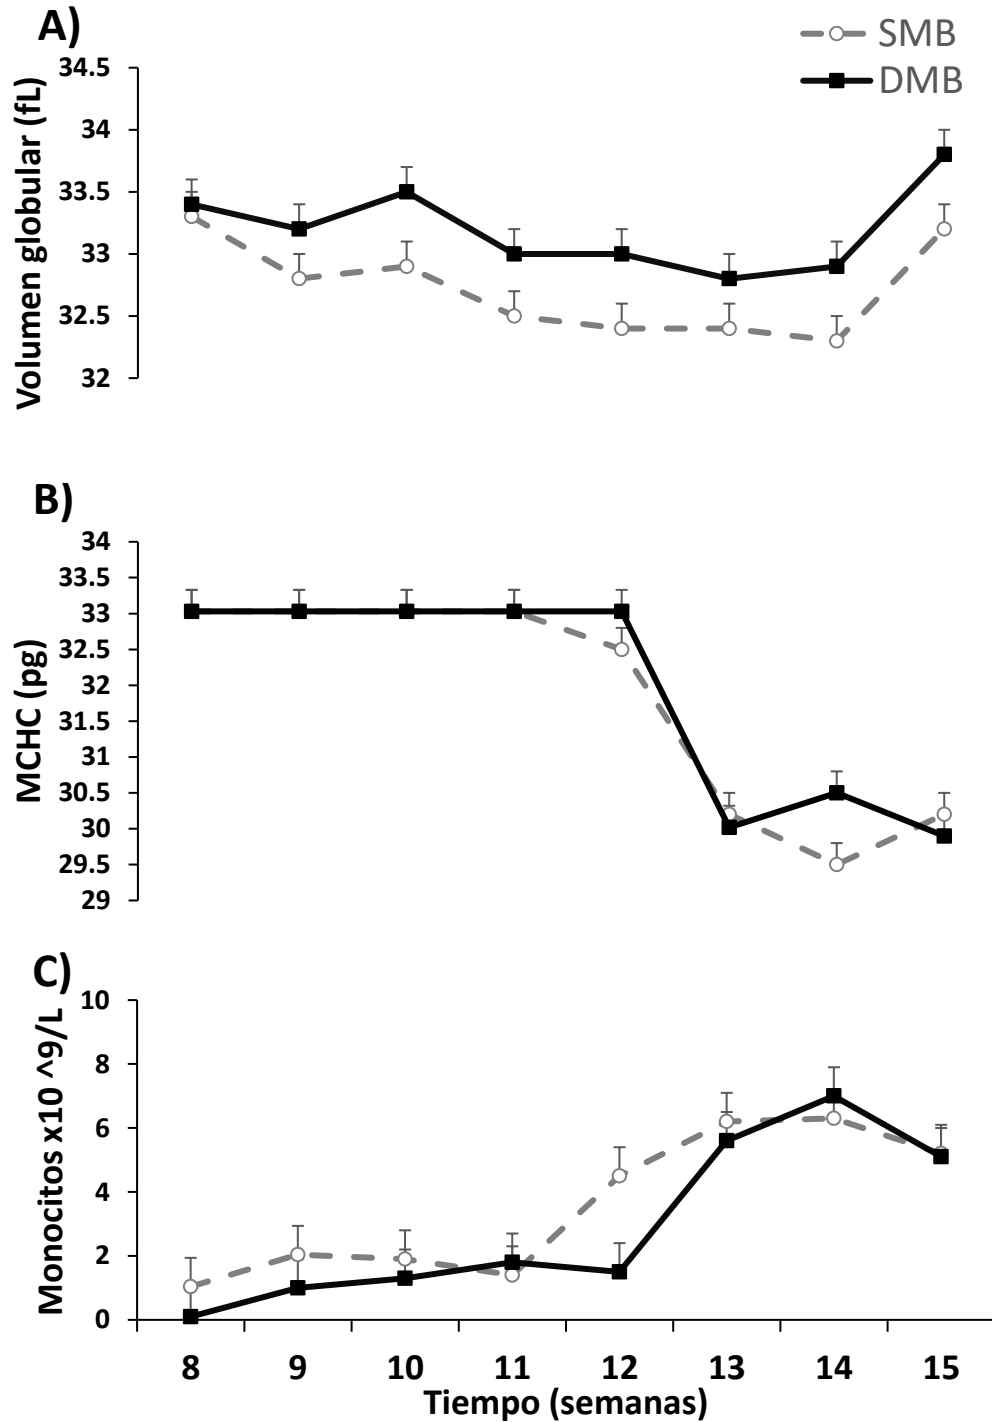 A)
SMB
DMB
Volumen globular (fL)
34.5
34
33.5
33
32.5
32
B)
MCHC (pg)
34
33.5
33
32.5
32
31.5
31
30.5
30
29.5
29
C)
Monocitos x10 ^9/L
10
8
6
4
2
0
8 9 10 11 12 13 14 15
Tiempo (semanas)